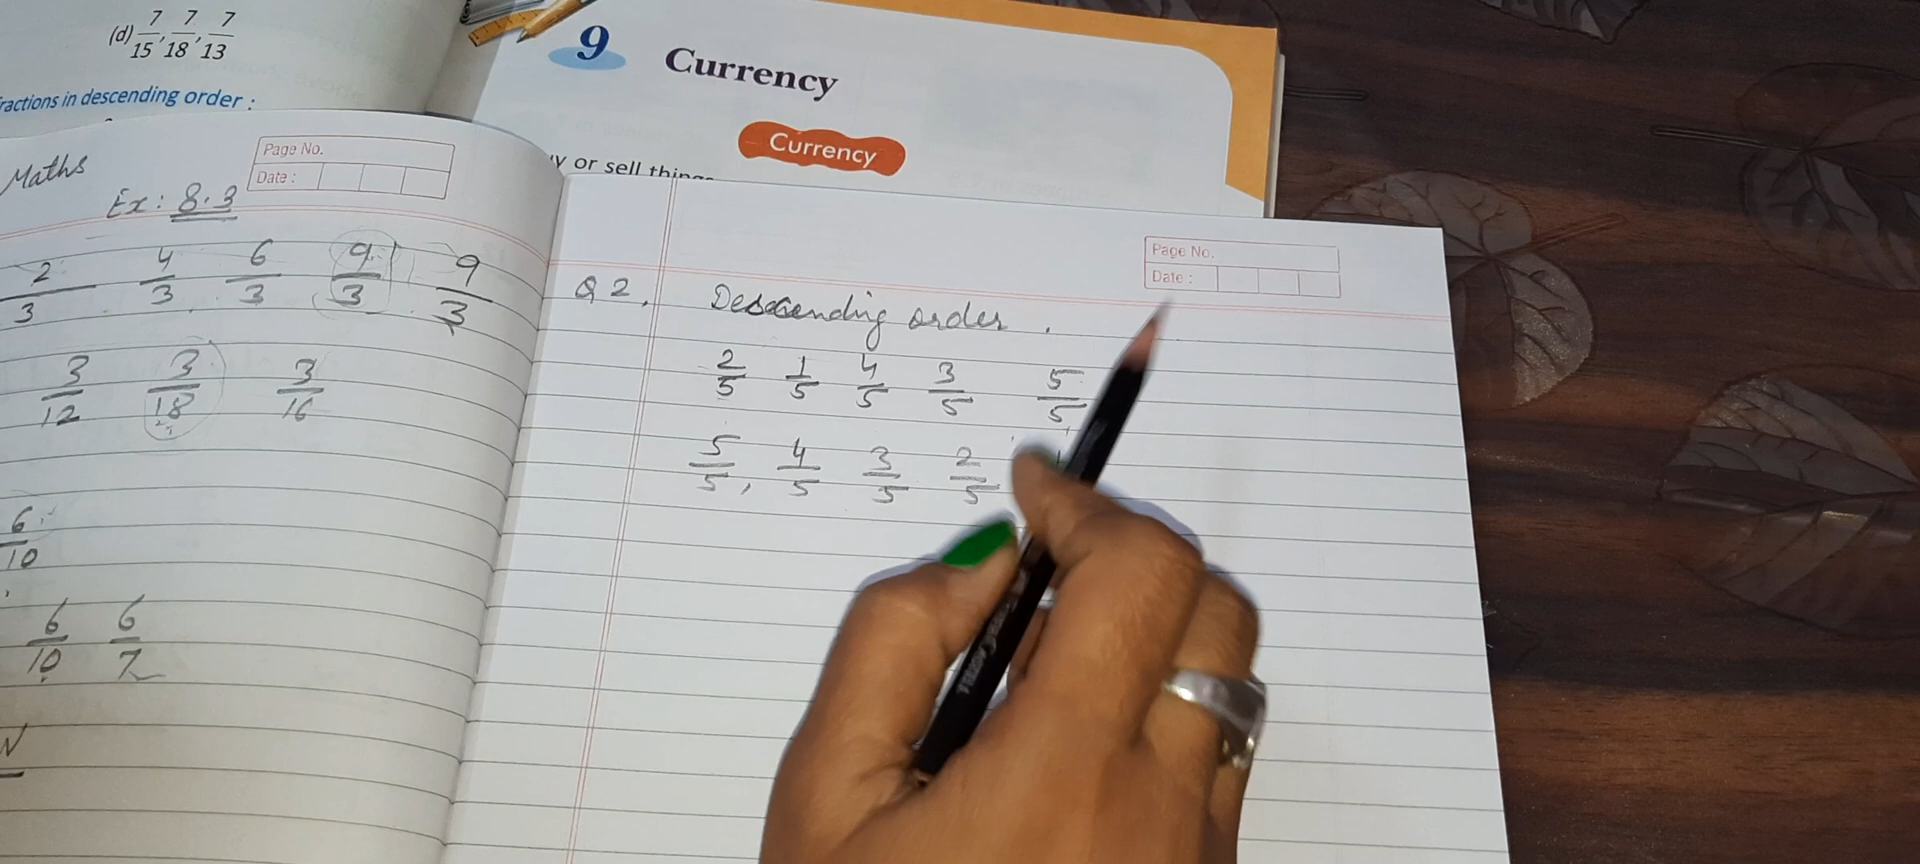 (d) 7/15, 7/18, 7/13
ractions in descending order :
9 Currency
Currency
y or sell things
Maths
Page No.
Date :
Ex: 8.3
2/3 4/3 6/3 9/3 9/3
3/12 3/18 3/16
6/10
6/10 6/7
N
Page No.
Date :
Q 2. Descending order.
2/5 1/5 4/5 3/5 5/5
5/5, 4/5 3/5 2/5